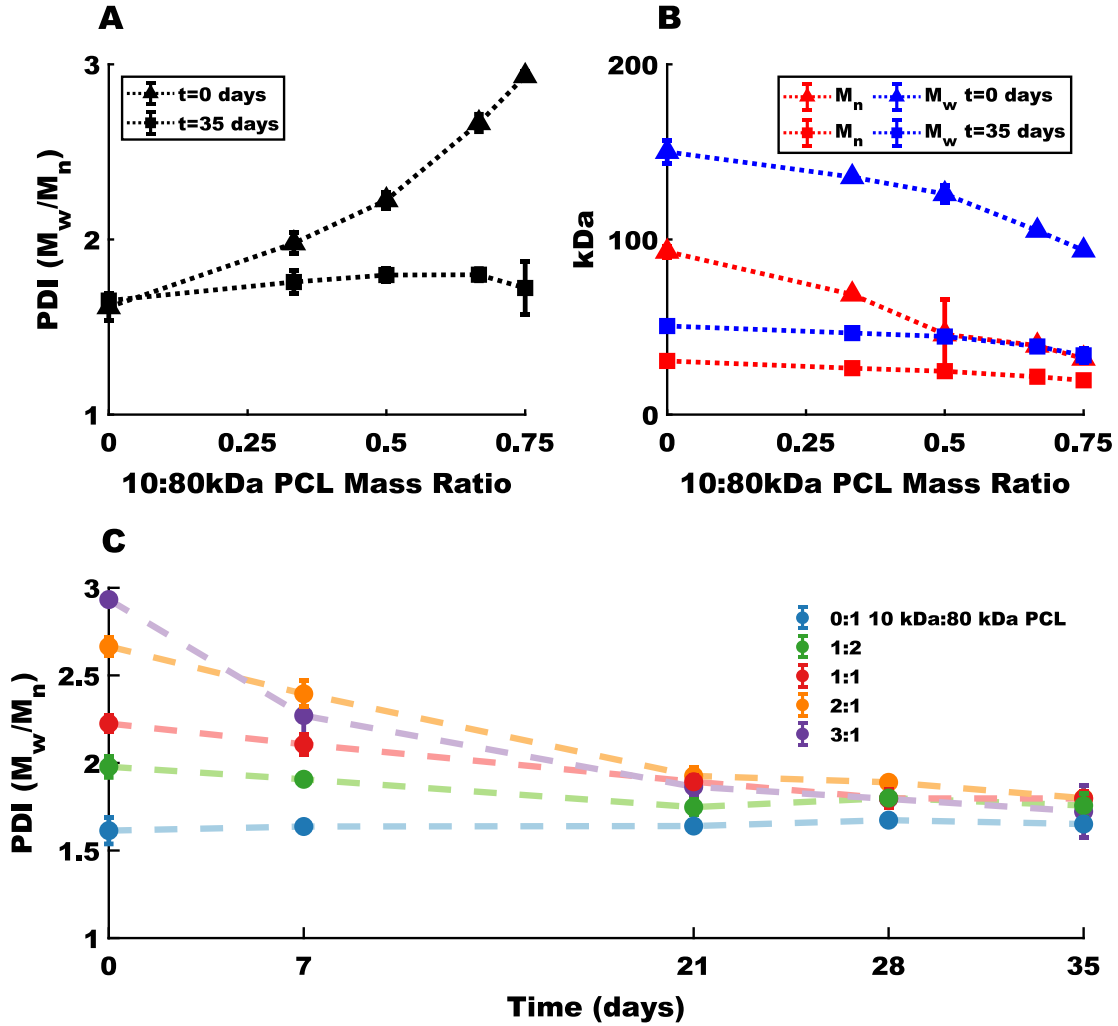 A
3
2
1
PDI (Mw/Mn)
t=0 days
t=35 days
0
0.25
0.5
0.75
10:80kDa PCL Mass Ratio
B
200
100
0
kDa
Mn Mw t=0 days
Mn Mw t=35 days
0
0.25
0.5
0.75
10:80kDa PCL Mass Ratio
C
3
2.5
2
1.5
1
PDI (Mw/Mn)
0:1 10 kDa:80 kDa PCL
1:2
1:1
2:1
3:1
0
7
21
28
35
Time (days)